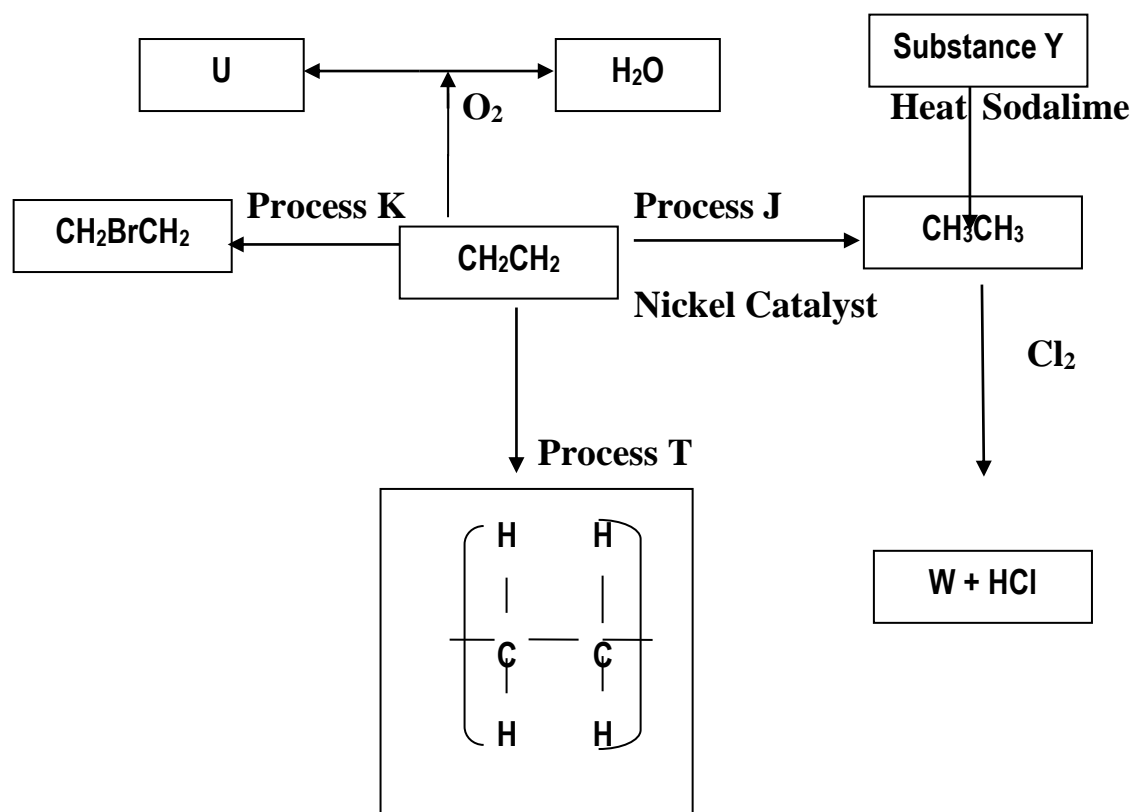 U
H₂O
Substance Y
O₂
Heat Sodalime
CH₂BrCH₂
Process K
CH₂CH₂
Process J
CH₃CH₃
Nickel Catalyst
Cl₂
Process T
H H
C C
H H
W + HCl